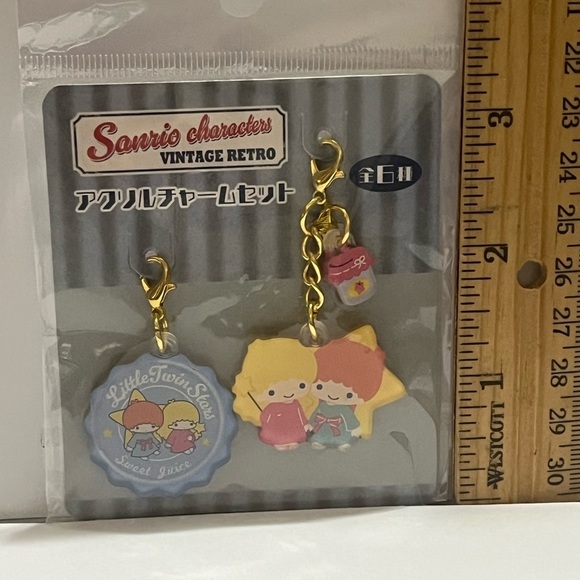 Sanrio characters
VINTAGE RETRO
アクリルチャームセット
全6種
Little Twin Stars
Sweet Juice
WESTCOTT
3
2
1
22
23
24
25
26
27
28
29
30